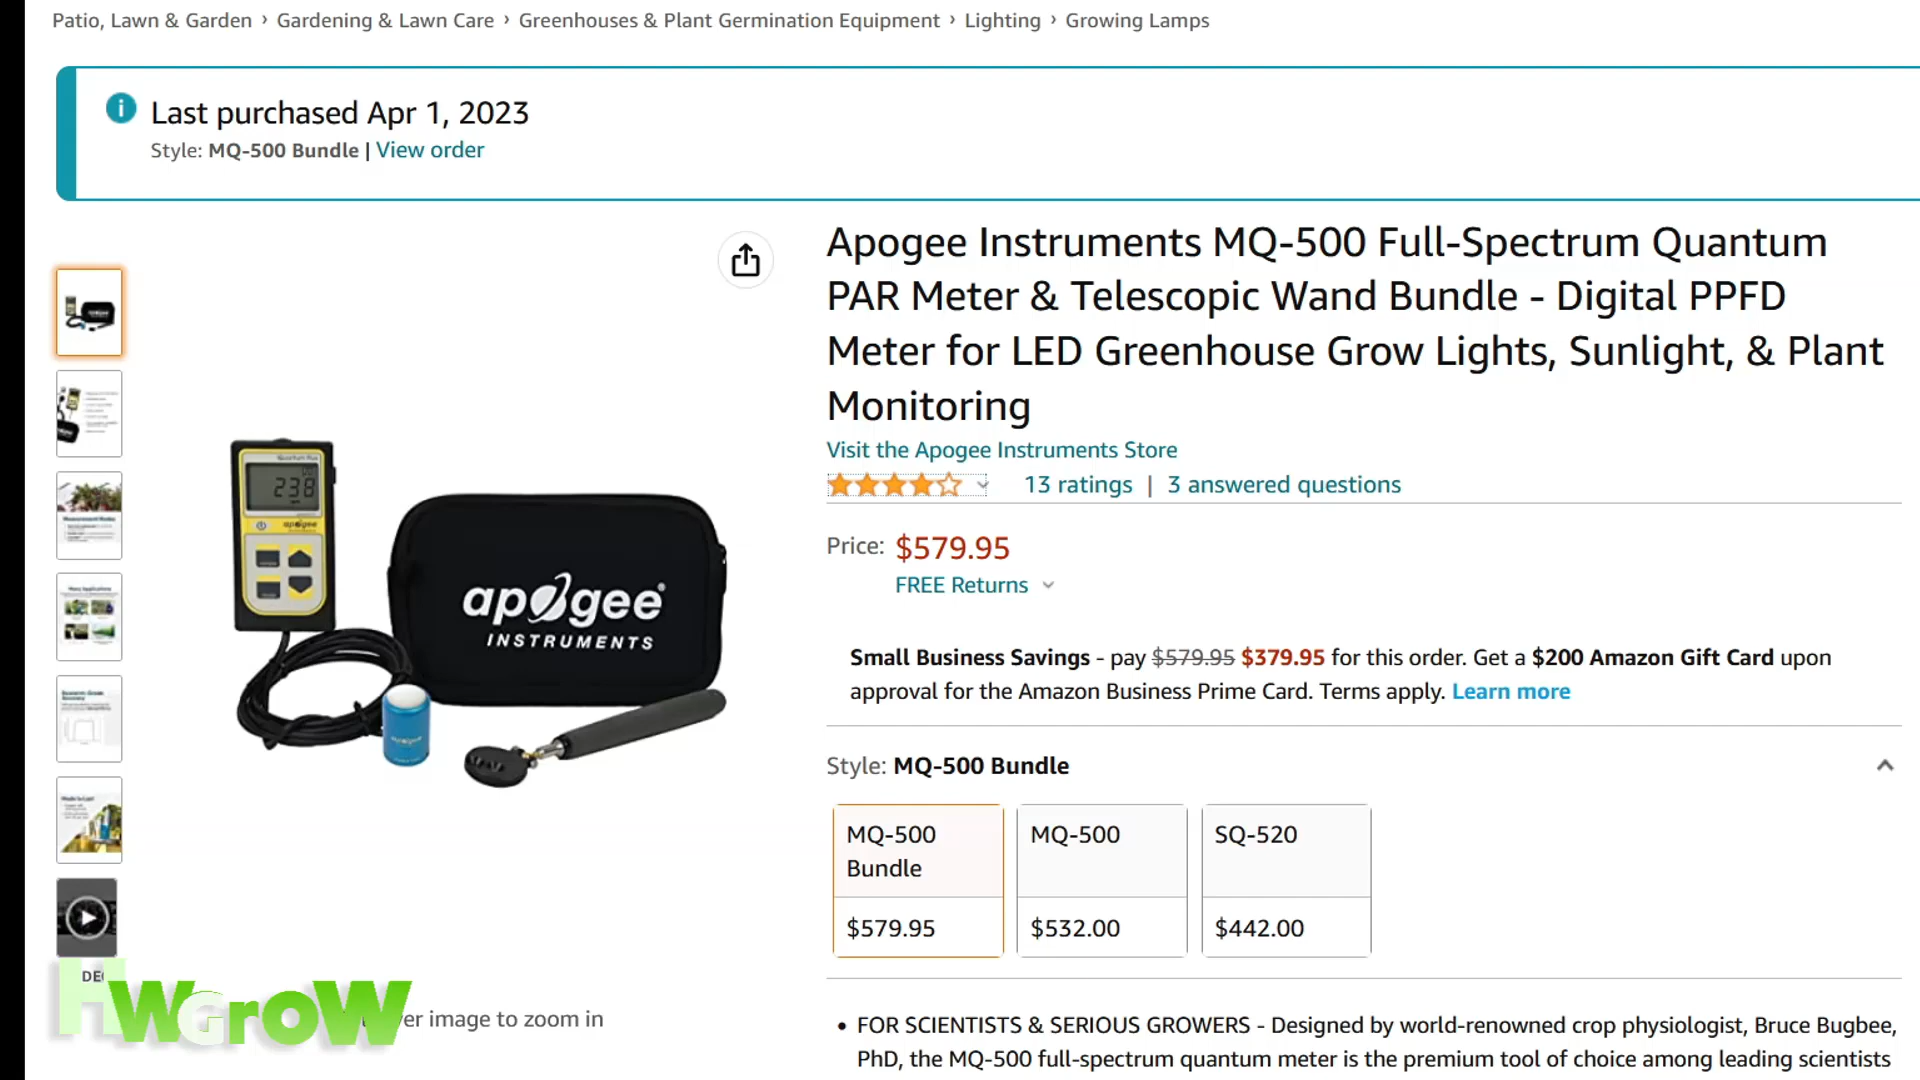 Patio, Lawn & Garden › Gardening & Lawn Care › Greenhouses & Plant Germination Equipment › Lighting › Growing Lamps
Last purchased Apr 1, 2023
Style: MQ-500 Bundle | View order
Apogee Instruments MQ-500 Full-Spectrum Quantum
PAR Meter & Telescopic Wand Bundle - Digital PPFD
Meter for LED Greenhouse Grow Lights, Sunlight, & Plant
Monitoring
Visit the Apogee Instruments Store
13 ratings | 3 answered questions
Price: $579.95
FREE Returns
Small Business Savings - pay $579.95 $379.95 for this order. Get a $200 Amazon Gift Card upon
approval for the Amazon Business Prime Card. Terms apply. Learn more
Style: MQ-500 Bundle
MQ-500
Bundle
$579.95
MQ-500
$532.00
SQ-520
$442.00
238
apogee
apogee
INSTRUMENTS
HWGroW
er image to zoom in
• FOR SCIENTISTS & SERIOUS GROWERS - Designed by world-renowned crop physiologist, Bruce Bugbee,
PhD, the MQ-500 full-spectrum quantum meter is the premium tool of choice among leading scientists